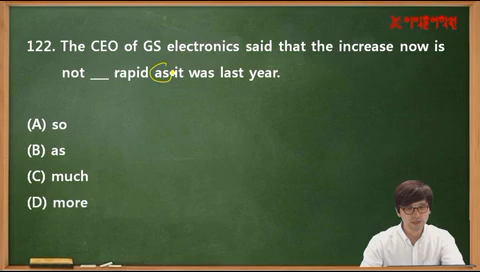 122. The CEO of GS electronics said that the increase now is
not ___ rapid as it was last year.
(A) so
(B) as
(C) much
(D) more